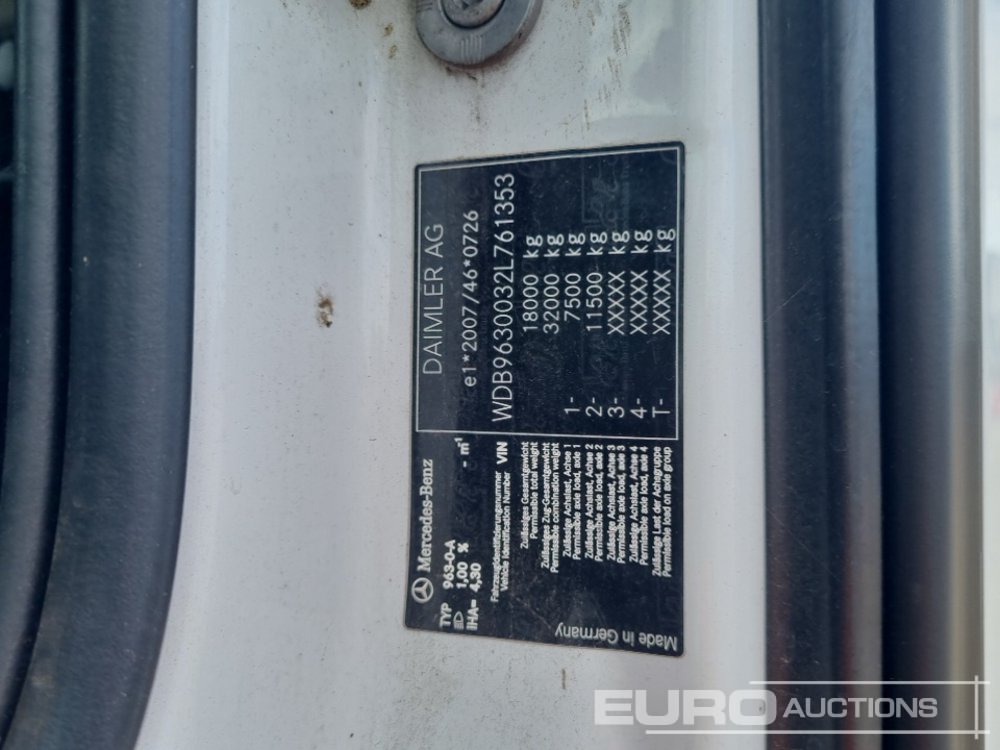 Mercedes-Benz
TYP 963-0-A
1,00 %
IHA= 4,30 - m⁻¹
DAIMLER AG
e1*2007/46*0726
Fahrzeugidentifizierungsnummer
Vehicle Identification Number VIN
WDB9630032L761353
Zulässiges Gesamtgewicht
Permissible total weight
18000 kg
Zulässiges Zug-Gesamtgewicht
Permissible combination weight
32000 kg
Zulässige Achslast, Achse 1
Permissible axle load, axle 1
1- 7500 kg
Zulässige Achslast, Achse 2
Permissible axle load, axle 2
2- 11500 kg
Zulässige Achslast, Achse 3
Permissible axle load, axle 3
3- XXXXX kg
Zulässige Achslast, Achse 4
Permissible axle load, axle 4
4- XXXXX kg
Zulässige Last der Achsgruppe
Permissible load on axle group
T- XXXXX kg
Made in Germany
EURO AUCTIONS